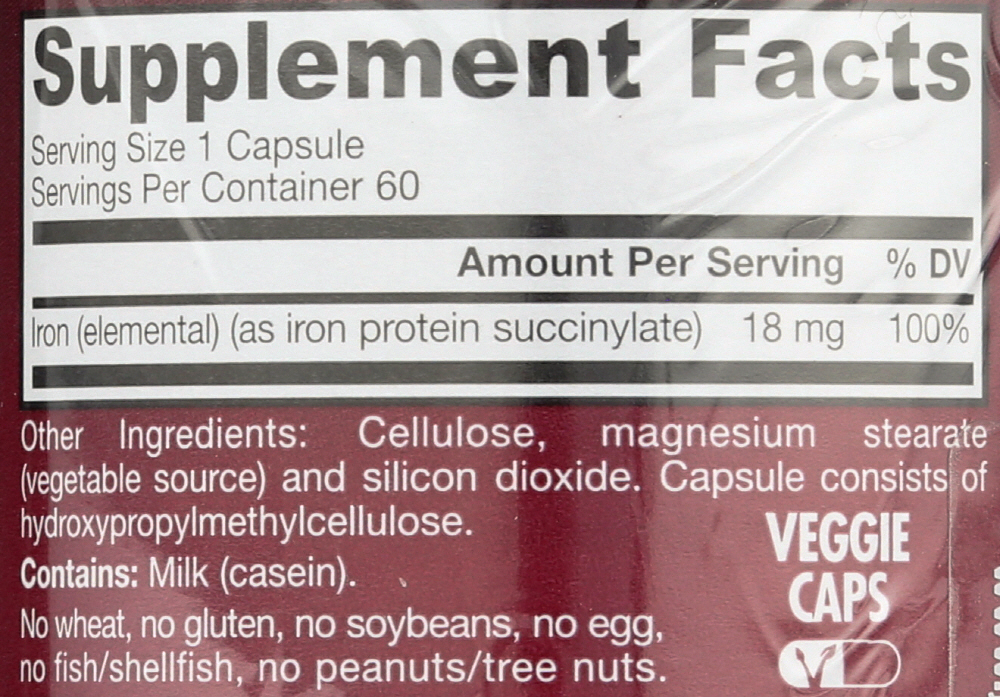 Supplement Facts
Serving Size 1 Capsule
Servings Per Container 60
Amount Per Serving % DV
Iron (elemental) (as iron protein succinylate) 18 mg 100%
Other Ingredients: Cellulose, magnesium stearate
(vegetable source) and silicon dioxide. Capsule consists of
hydroxypropylmethylcellulose.
Contains: Milk (casein).
No wheat, no gluten, no soybeans, no egg,
no fish/shellfish, no peanuts/tree nuts.
VEGGIE
CAPS
V